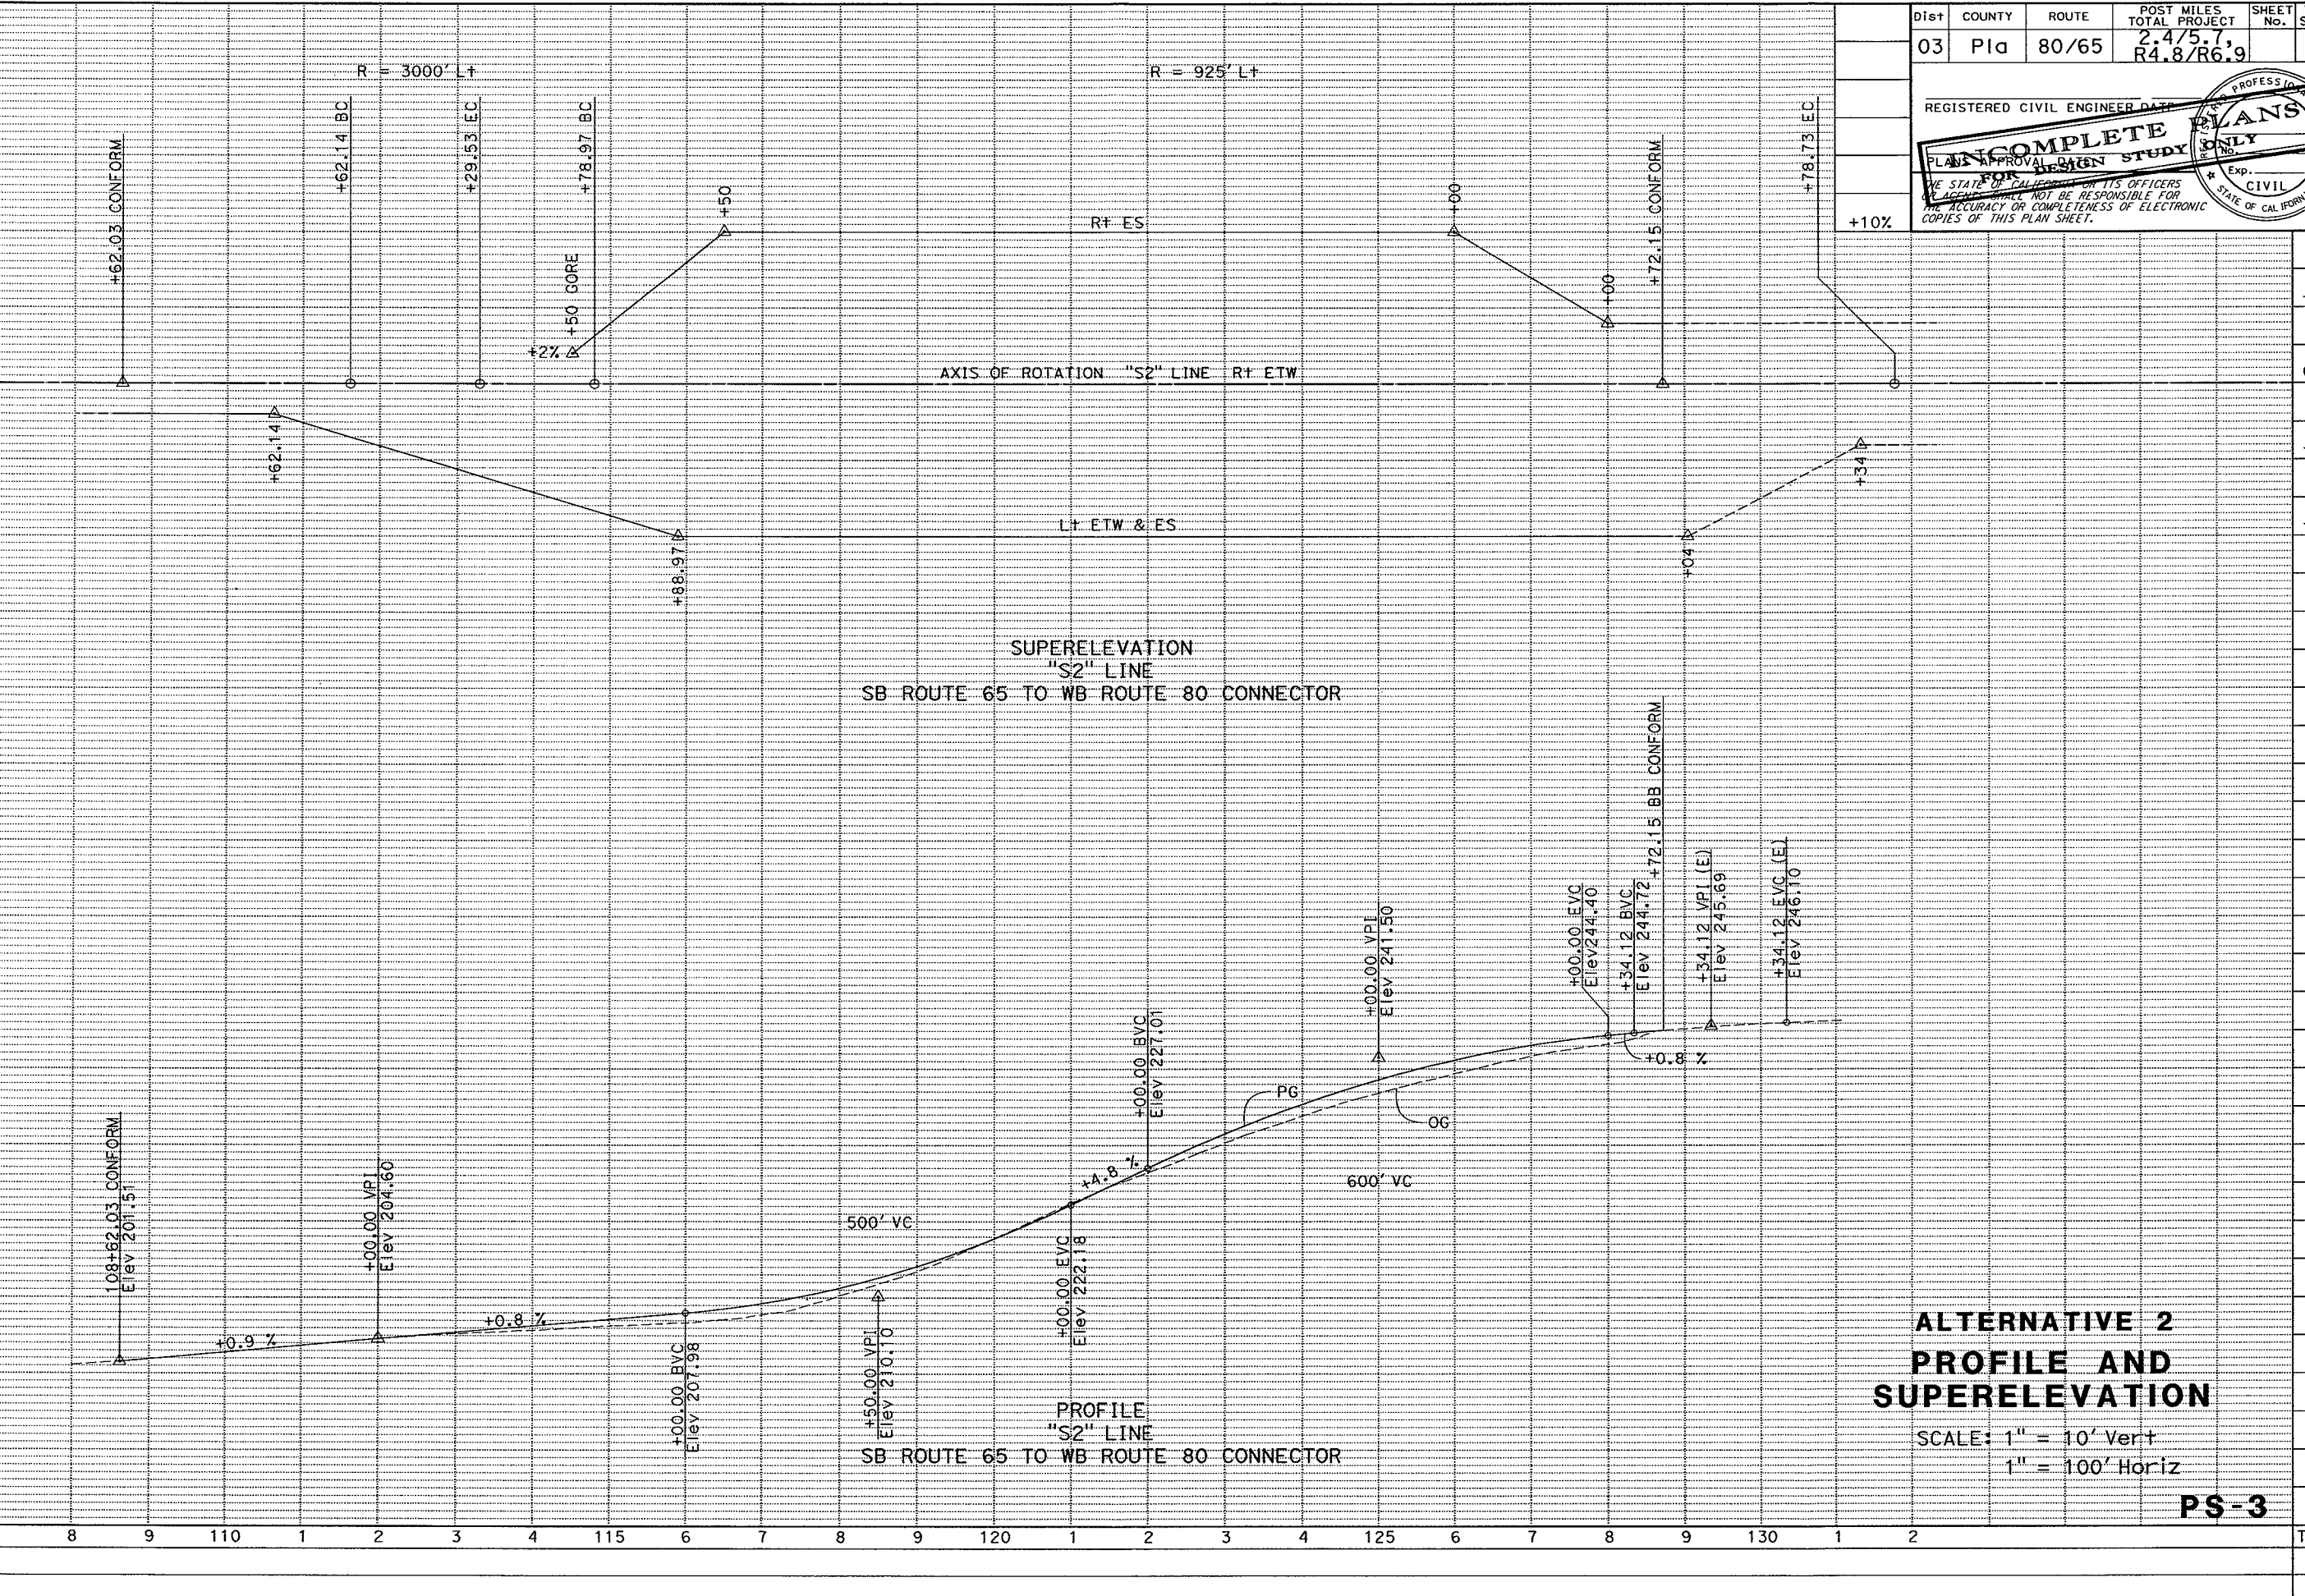 Dist COUNTY ROUTE POST MILES TOTAL PROJECT SHEET No.
03 Pla 80/65 2.4/5.7, R4.8/R6.9
REGISTERED CIVIL ENGINEER DATE
PLANS APPROVAL DATE
THE STATE OF CALIFORNIA OR ITS OFFICERS
OR AGENTS SHALL NOT BE RESPONSIBLE FOR
THE ACCURACY OR COMPLETENESS OF ELECTRONIC
COPIES OF THIS PLAN SHEET.
INCOMPLETE PLANS
FOR DESIGN STUDY ONLY
No.
Exp.
CIVIL
+10%
R = 3000' Lt
R = 925' Lt
+62.03 CONFORM
+62.14 BC
+29.53 EC
+78.97 BC
+50 GORE
+2%
+50
Rt ES
+00
+00
+72.15 CONFORM
+78.73 EC
AXIS OF ROTATION "S2" LINE Rt ETW
+62.14
+88.97
Lt ETW & ES
+04
+34
SUPERELEVATION
"S2" LINE
SB ROUTE 65 TO WB ROUTE 80 CONNECTOR
108+62.03 CONFORM
Elev 201.51
+0.9 %
+00.00 VPI
Elev 204.60
+0.8 %
+00.00 BVC
Elev 207.98
500' VC
+50.00 VPI
Elev 210.10
+00.00 EVC
Elev 222.18
+4.8 %
+00.00 BVC
Elev 227.01
PG
OG
600' VC
+00.00 VPI
Elev 241.50
+00.00 EVC
Elev 244.40
+34.12 BVC
Elev 244.72
+72.15 BB CONFORM
+0.8 %
+34.12 VPI (E)
Elev 245.69
+34.12 EVC (E)
Elev 246.10
PROFILE
"S2" LINE
SB ROUTE 65 TO WB ROUTE 80 CONNECTOR
ALTERNATIVE 2
PROFILE AND
SUPERELEVATION
SCALE: 1" = 10' Vert
1" = 100' Horiz
PS-3
8 9 110 1 2 3 4 115 6 7 8 9 120 1 2 3 4 125 6 7 8 9 130 1 2